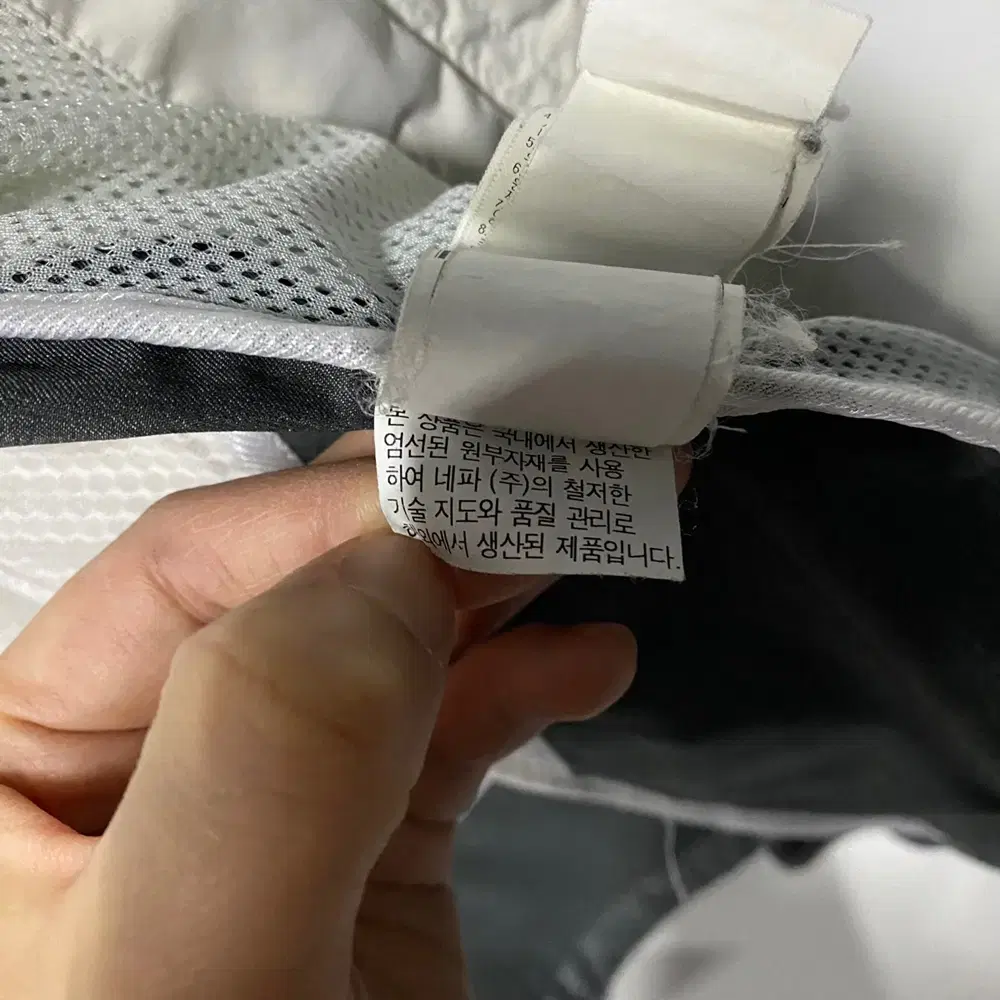 본 상품은 국내에서 생산한
엄선된 원부자재를 사용
하여 네파 (주)의 철저한
기술 지도와 품질 관리로
해외에서 생산된 제품입니다.